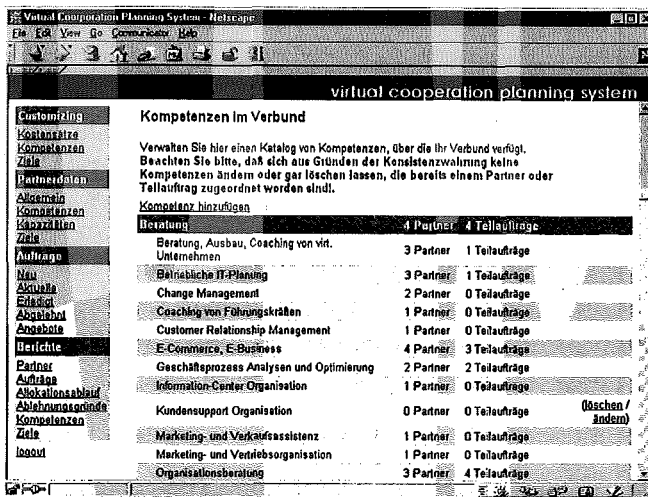 Virtual Cooperation Planning System - Netscape
File Edit View Go Communicator Help
virtual cooperation planning system
Customizing
Kostensätze
Kompetenzen
Ziele
Partnerdaten
Allgemein
Kompetenzen
Kapazitäten
Ziele
Aufträge
Neu
Aktuelle
Erledigt
Abgelehnt
Angebote
Berichte
Partner
Aufträge
Allokationsablauf
Ablehnungsgründe
Kompetenzen
Ziele
logout
Kompetenzen im Verbund
Verwalten Sie hier einen Katalog von Kompetenzen, über die Ihr Verbund verfügt.
Beachten Sie bitte, daß sich aus Gründen der Konsistenzwahrung keine
Kompetenzen ändern oder gar löschen lassen, die bereits einem Partner oder
Teilauftrag zugeordnet worden sind!.
Kompetenz hinzufügen
Beratung 4 Partner 4 Teilaufträge
Beratung, Ausbau, Coaching von virt.
Unternehmen 3 Partner 1 Teilaufträge
Betriebliche IT-Planung 3 Partner 1 Teilaufträge
Change Management 2 Partner 0 Teilaufträge
Coaching von Führungskräften 1 Partner 0 Teilaufträge
Customer Relationship Management 1 Partner 0 Teilaufträge
E-Commerce, E-Business 4 Partner 3 Teilaufträge
Geschäftsprozess Analysen und Optimierung 2 Partner 2 Teilaufträge
Information-Center Organisation 1 Partner 0 Teilaufträge
Kundensupport Organisation 0 Partner 0 Teilaufträge (löschen /
ändern)
Marketing- und Verkaufsassistenz 1 Partner 0 Teilaufträge
Marketing- und Vertriebsorganisation 1 Partner 0 Teilaufträge
Organisationsberatung 3 Partner 4 Teilaufträge